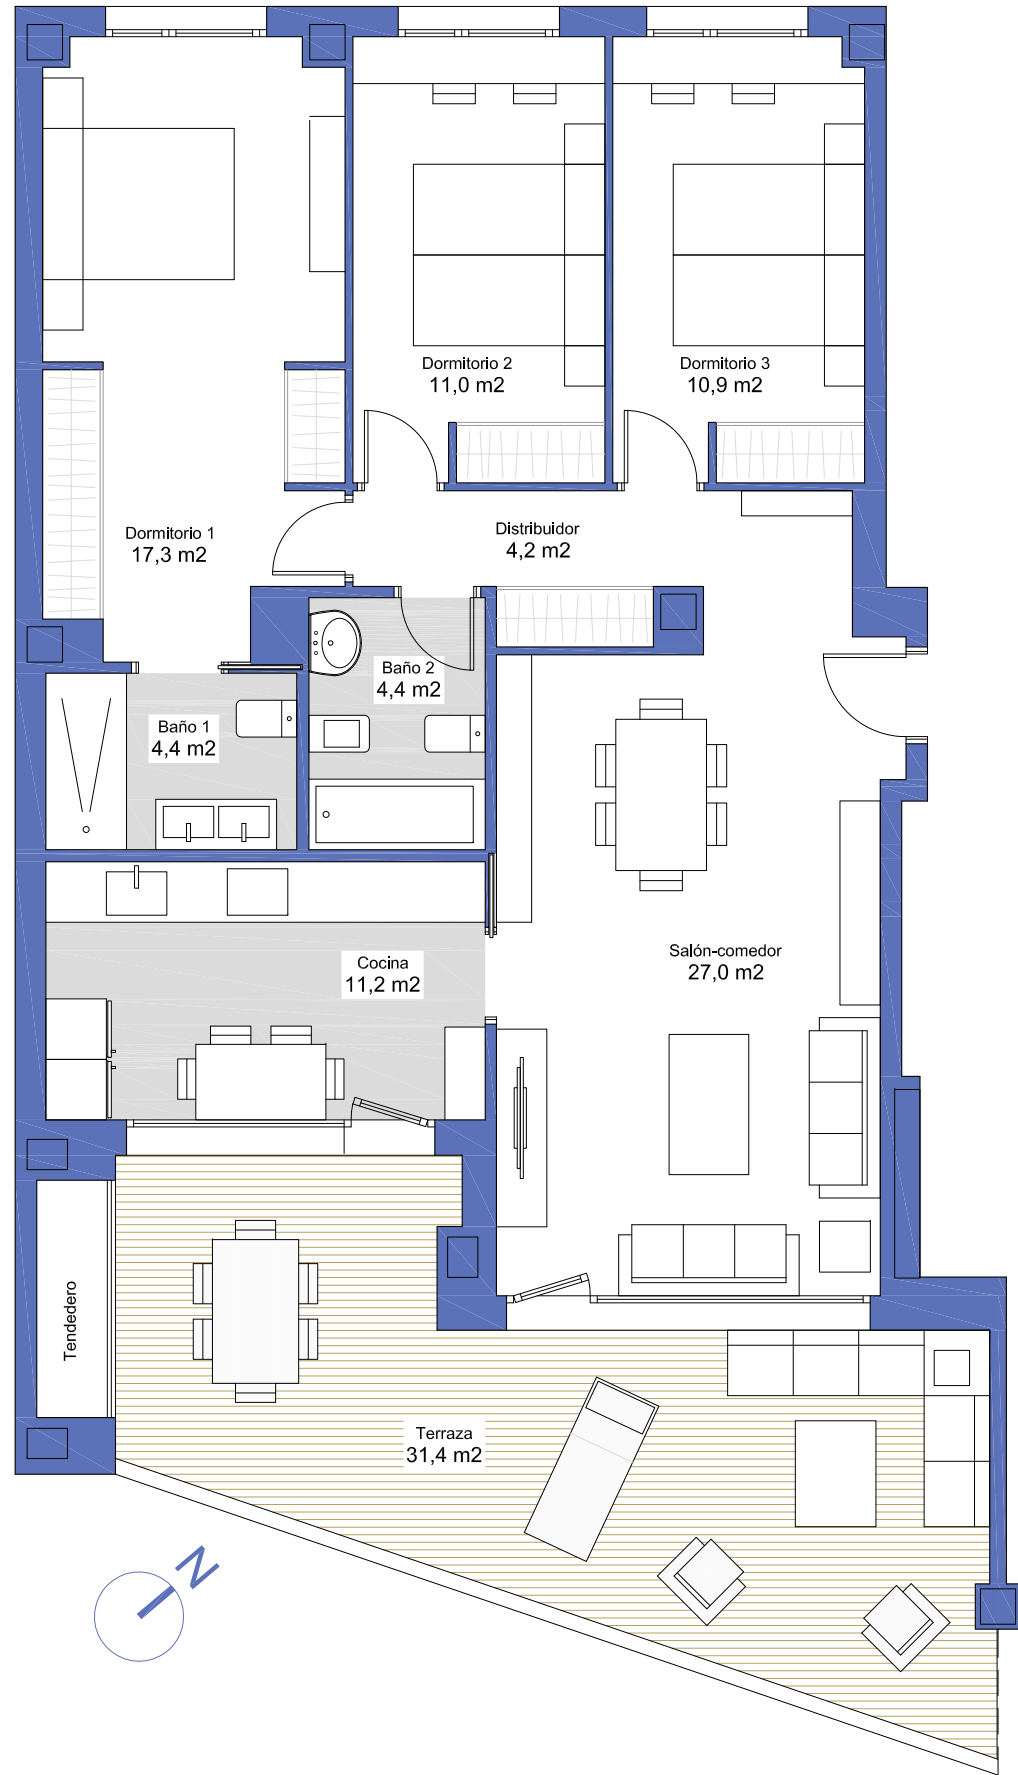 Dormitorio 2
11,0 m2
Dormitorio 3
10,9 m2
Dormitorio 1
17,3 m2
Distribuidor
4,2 m2
Baño 2
4,4 m2
Baño 1
4,4 m2
Salón-comedor
27,0 m2
Cocina
11,2 m2
Tendedero
Terraza
31,4 m2
N